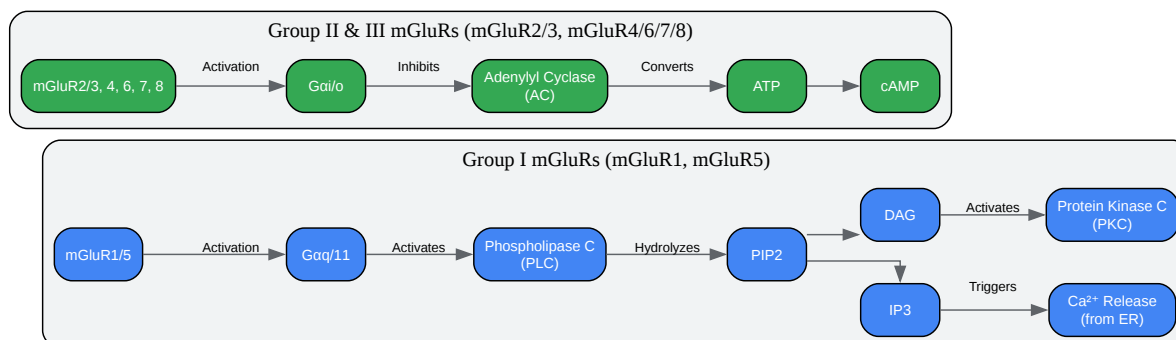 Group II & III mGluRs (mGluR2/3, mGluR4/6/7/8)
mGluR2/3, 4, 6, 7, 8
Activation
Gαi/o
Inhibits
Adenylyl Cyclase
(AC)
Converts
ATP
cAMP
Group I mGluRs (mGluR1, mGluR5)
mGluR1/5
Activation
Gαq/11
Activates
Phospholipase C
(PLC)
Hydrolyzes
PIP2
DAG
Activates
Protein Kinase C
(PKC)
IP3
Triggers
Ca²⁺ Release
(from ER)